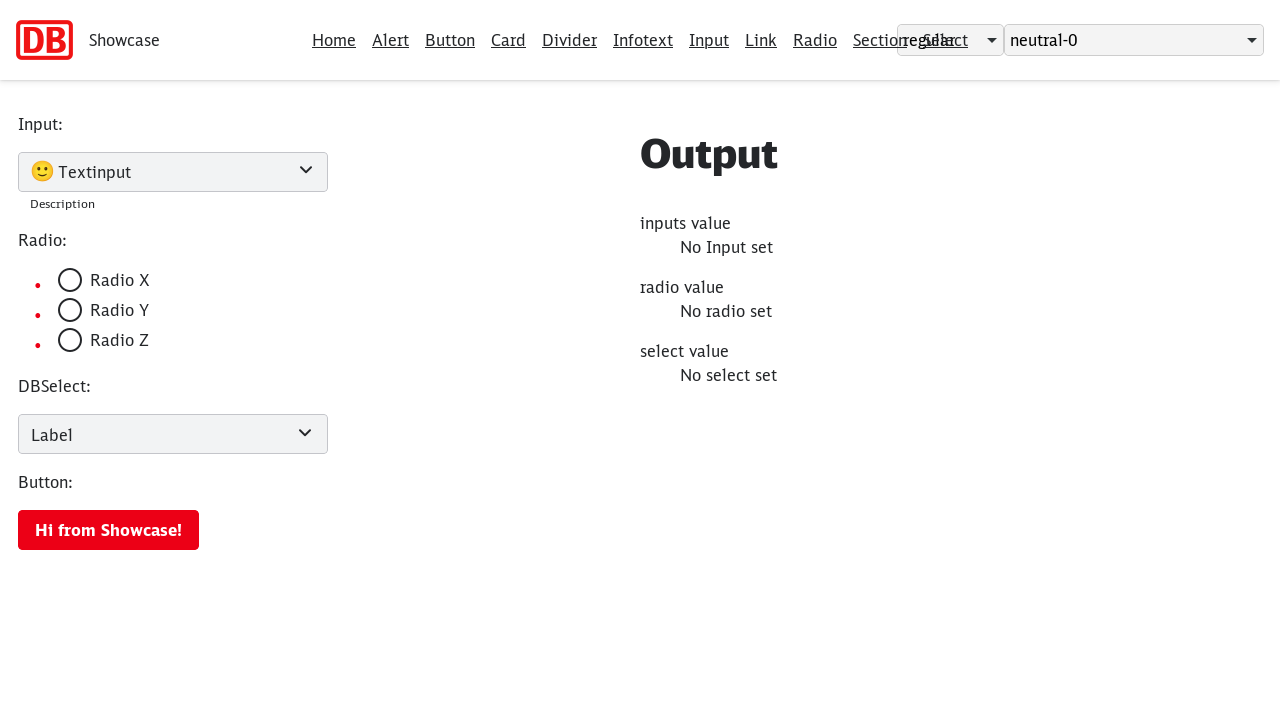 DB Showcase Home Alert Button Card Divider Infotext Input Link Radio Section Select regular neutral-0
Input:
Textinput
Description
Radio:
Radio X
Radio Y
Radio Z
DBSelect:
Label
Button:
Hi from Showcase!
Output
inputs value
No Input set
radio value
No radio set
select value
No select set